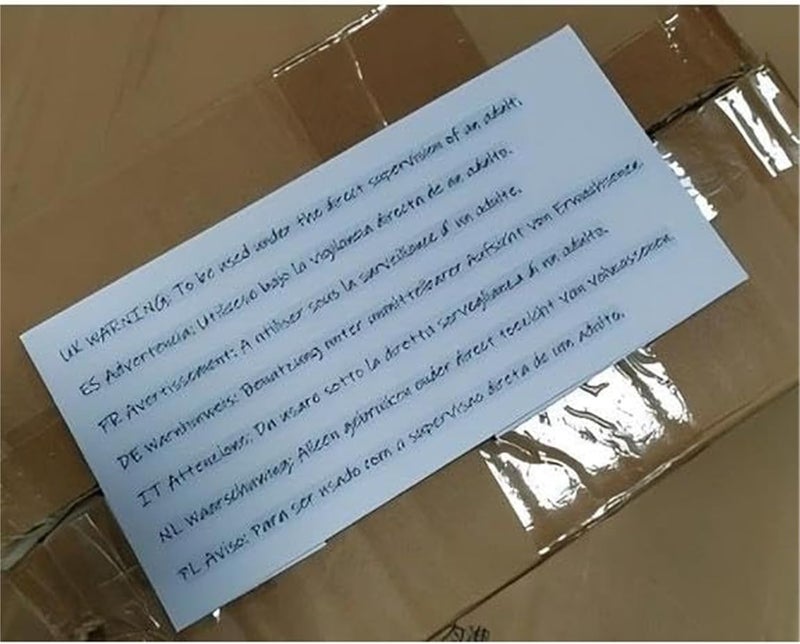 UK WARNING: To be used under the direct supervision of an adult.
ES Advertencia: Utilisclo bajo la vigilancia directa de un adulto.
FR Avertissement: A utiliser sous la surveillance d un adulte.
DE Warnhinweis: Benutzung unter unmittelbarer Aufsicht von Erwachsenen.
IT Attenzione: Da usare sotto la diretta sorveglianza di un adulto.
NL Waarschuwing: Alleen gebruiken onder direct toezicht van volwassenen.
PL Aviso: Para ser usado com a supervisao direta de um adulto.